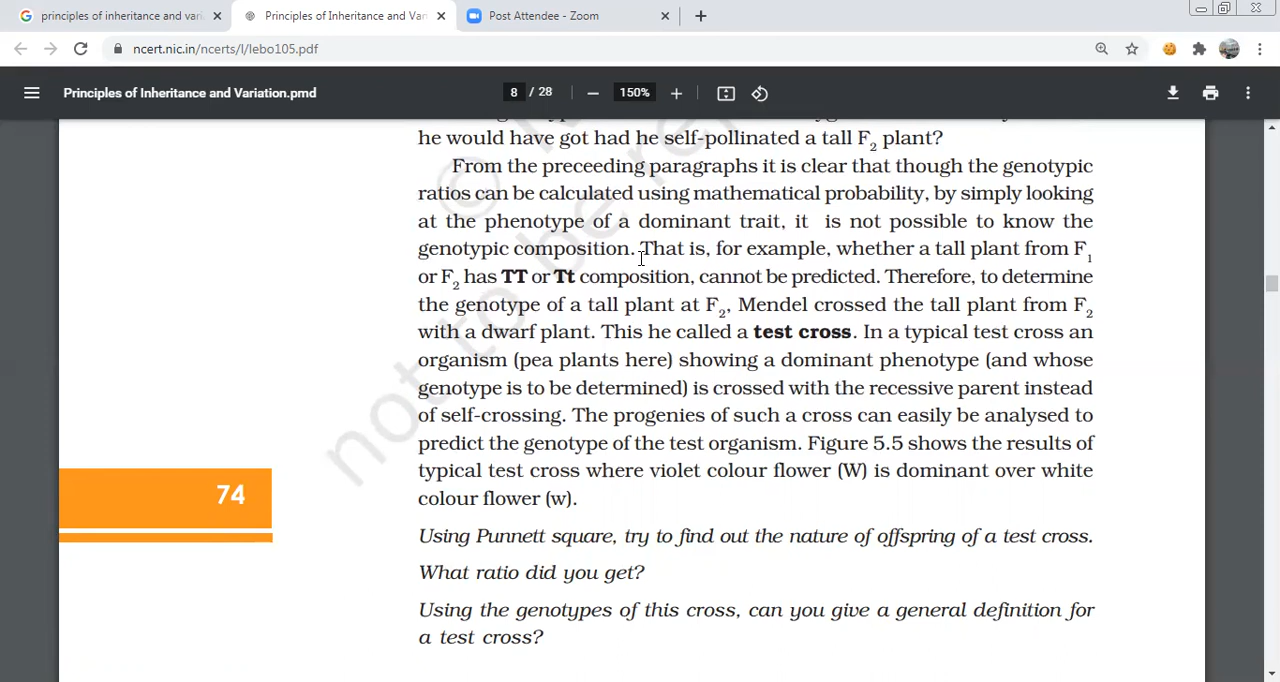 principles of inheritance and vari
Principles of Inheritance and Var
Post Attendee - Zoom
ncert.nic.in/ncerts/l/lebo105.pdf
Principles of Inheritance and Variation.pmd
8 / 28
150%
he would have got had he self-pollinated a tall F2 plant?
From the preceeding paragraphs it is clear that though the genotypic
ratios can be calculated using mathematical probability, by simply looking
at the phenotype of a dominant trait, it is not possible to know the
genotypic composition. That is, for example, whether a tall plant from F1
or F2 has TT or Tt composition, cannot be predicted. Therefore, to determine
the genotype of a tall plant at F2, Mendel crossed the tall plant from F2
with a dwarf plant. This he called a test cross. In a typical test cross an
organism (pea plants here) showing a dominant phenotype (and whose
genotype is to be determined) is crossed with the recessive parent instead
of self-crossing. The progenies of such a cross can easily be analysed to
predict the genotype of the test organism. Figure 5.5 shows the results of
typical test cross where violet colour flower (W) is dominant over white
colour flower (w).
74
Using Punnett square, try to find out the nature of offspring of a test cross.
What ratio did you get?
Using the genotypes of this cross, can you give a general definition for
a test cross?
not to be re